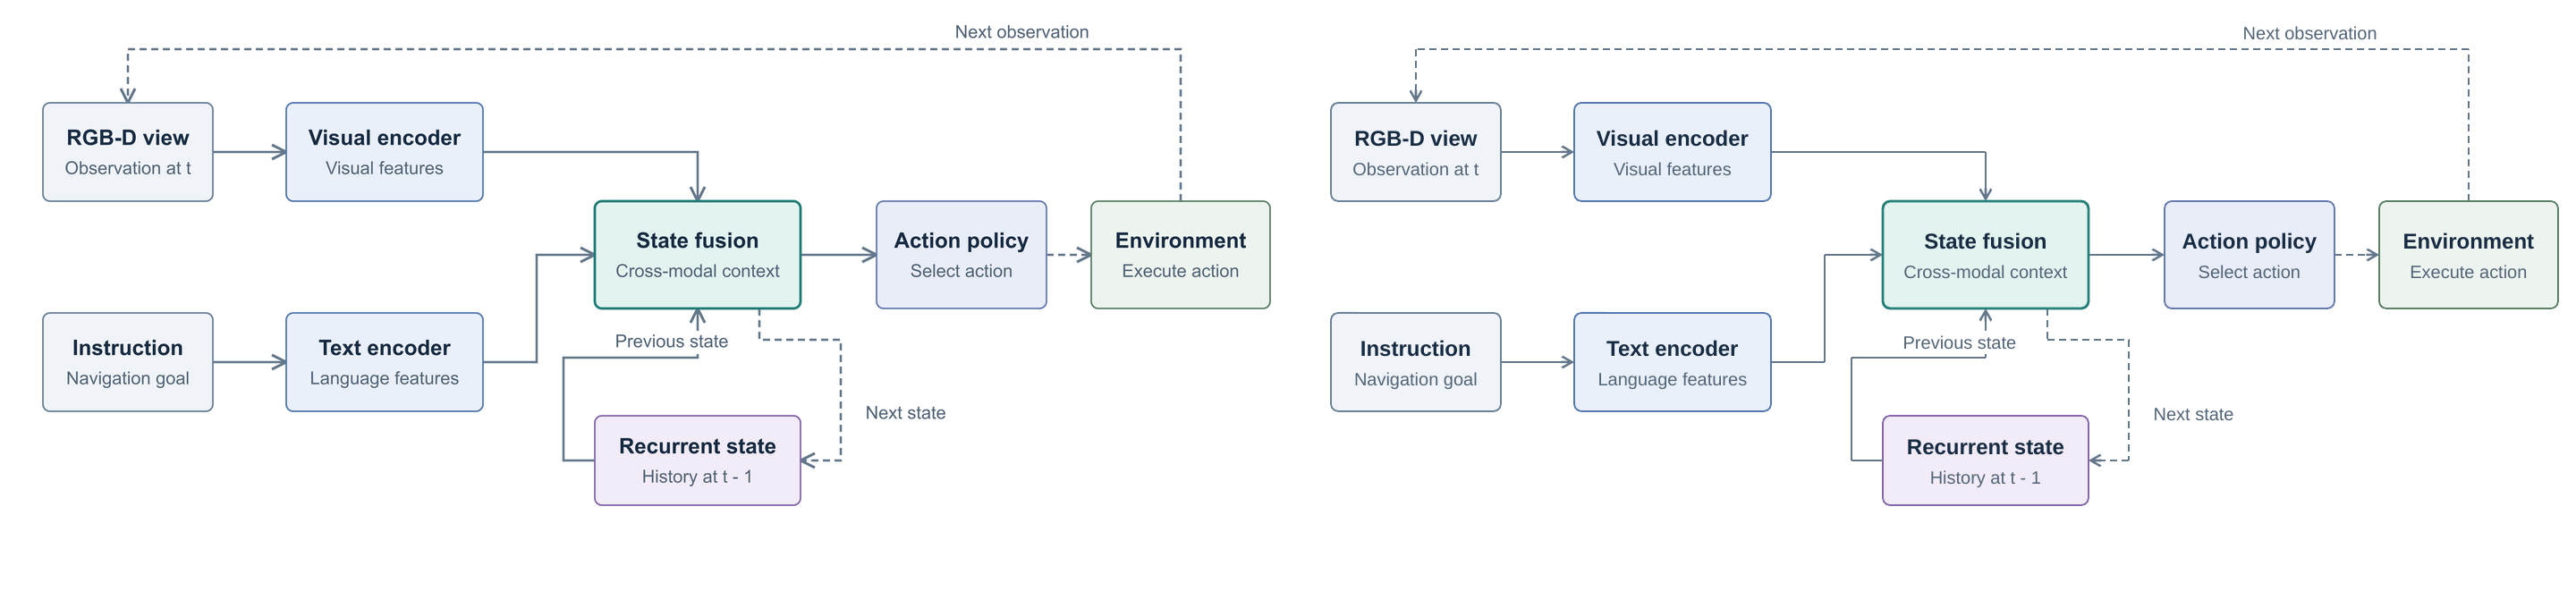 Next observation
RGB-D view
Observation at t
Visual encoder
Visual features
State fusion
Cross-modal context
Action policy
Select action
Environment
Execute action
Instruction
Navigation goal
Text encoder
Language features
Previous state
Next state
Recurrent state
History at t - 1
Next observation
RGB-D view
Observation at t
Visual encoder
Visual features
State fusion
Cross-modal context
Action policy
Select action
Environment
Execute action
Instruction
Navigation goal
Text encoder
Language features
Previous state
Next state
Recurrent state
History at t - 1